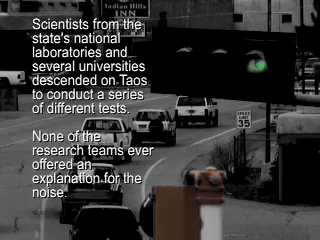 Indian Hills
INN
Scientists from the
state's national
laboratories and
several universities
descended on Taos
to conduct a series
of different tests.
None of the
research teams ever
offered an
explanation for the
noise.
SPEED
LIMIT
35